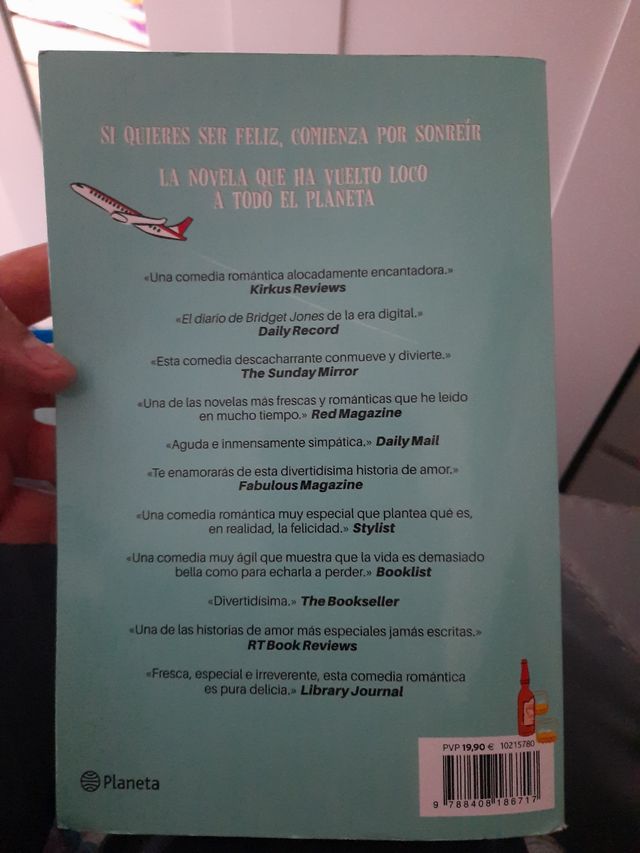 SI QUIERES SER FELIZ, COMIENZA POR SONREÍR
LA NOVELA QUE HA VUELTO LOCO
A TODO EL PLANETA
«Una comedia romántica alocadamente encantadora.»
Kirkus Reviews
«El diario de Bridget Jones de la era digital.»
Daily Record
«Esta comedia descacharrante conmueve y divierte.»
The Sunday Mirror
«Una de las novelas más frescas y románticas que he leído
en mucho tiempo.» Red Magazine
«Aguda e inmensamente simpática.» Daily Mail
«Te enamorarás de esta divertidísima historia de amor.»
Fabulous Magazine
«Una comedia romántica muy especial que plantea qué es,
en realidad, la felicidad.» Stylist
«Una comedia muy ágil que muestra que la vida es demasiado
bella como para echarla a perder.» Booklist
«Divertidísima.» The Bookseller
«Una de las historias de amor más especiales jamás escritas.»
RT Book Reviews
«Fresca, especial e irreverente, esta comedia romántica
es pura delicia.» Library Journal
PVP 19,90 € 10215780
9 788408 186717
Planeta